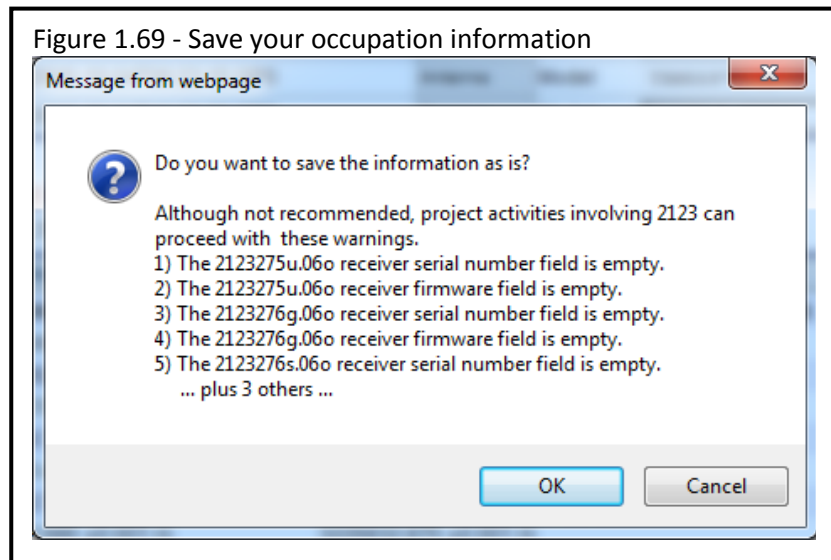 Figure 1.69 - Save your occupation information
Message from webpage
Do you want to save the information as is?
Although not recommended, project activities involving 2123 can
proceed with  these warnings.
1) The 2123275u.06o receiver serial number field is empty.
2) The 2123275u.06o receiver firmware field is empty.
3) The 2123276g.06o receiver serial number field is empty.
4) The 2123276g.06o receiver firmware field is empty.
5) The 2123276s.06o receiver serial number field is empty.
... plus 3 others ...
OK Cancel